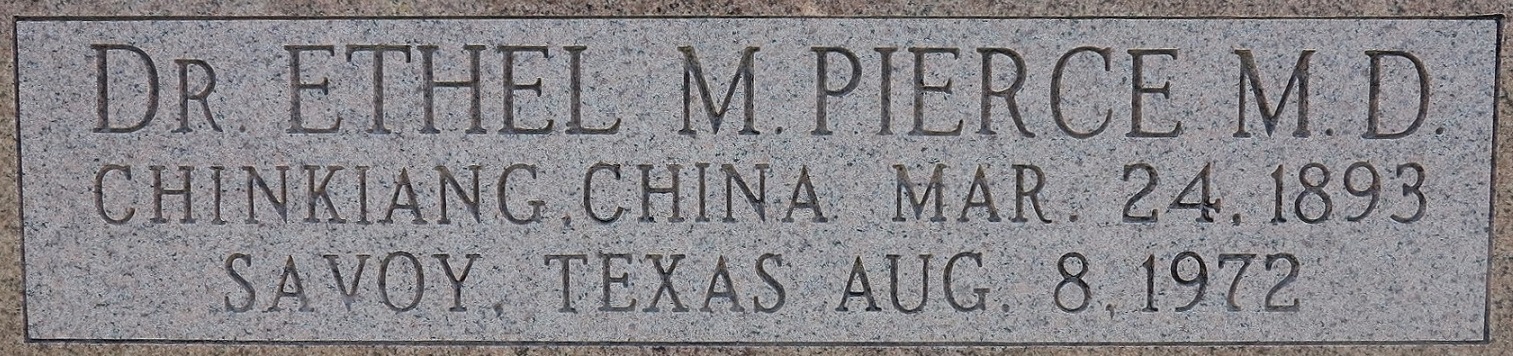 DR. ETHEL M. PIERCE M.D.
CHINKIANG, CHINA MAR. 24, 1893
SAVOY, TEXAS AUG. 8, 1972